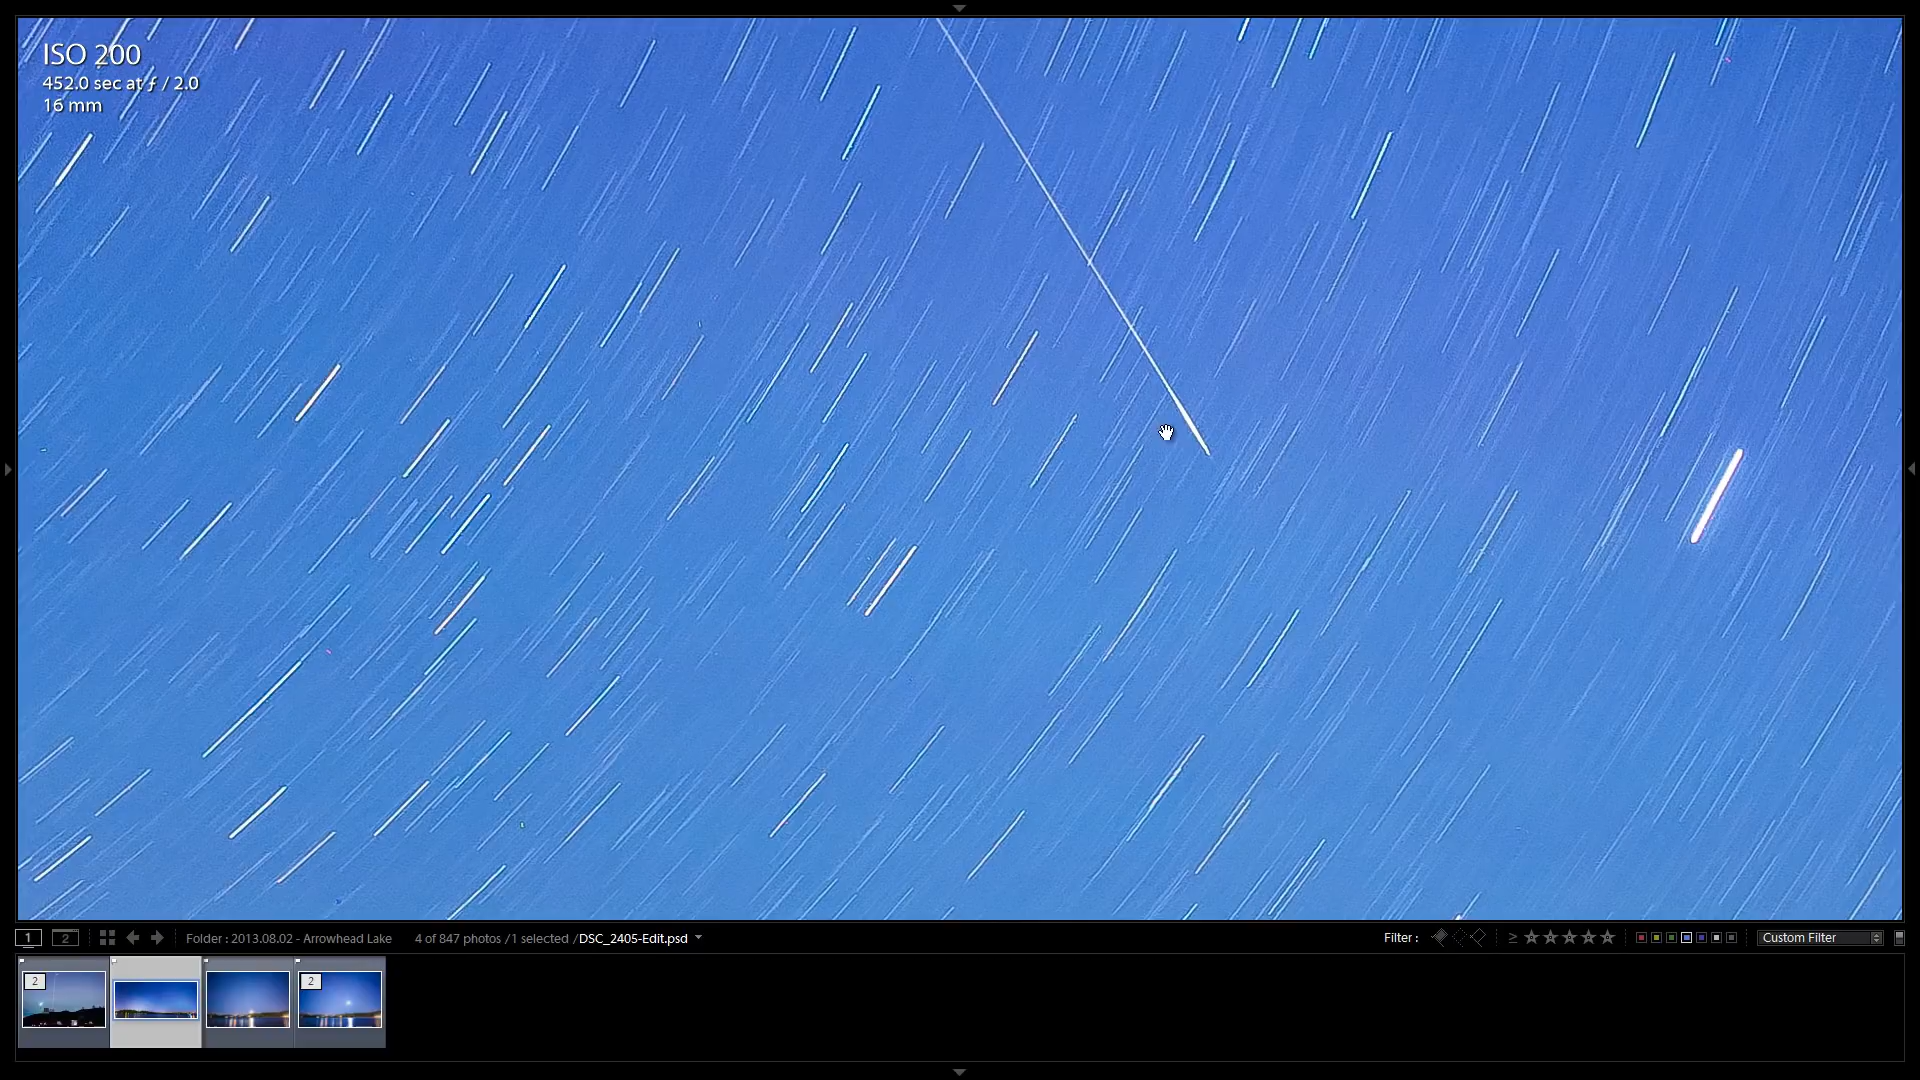 ISO 200
452.0 sec at ƒ / 2.0
16 mm
1 2 Folder : 2013.08.02 - Arrowhead Lake 4 of 847 photos /1 selected /DSC_2405-Edit.psd Filter : ≥ Custom Filter
2 2